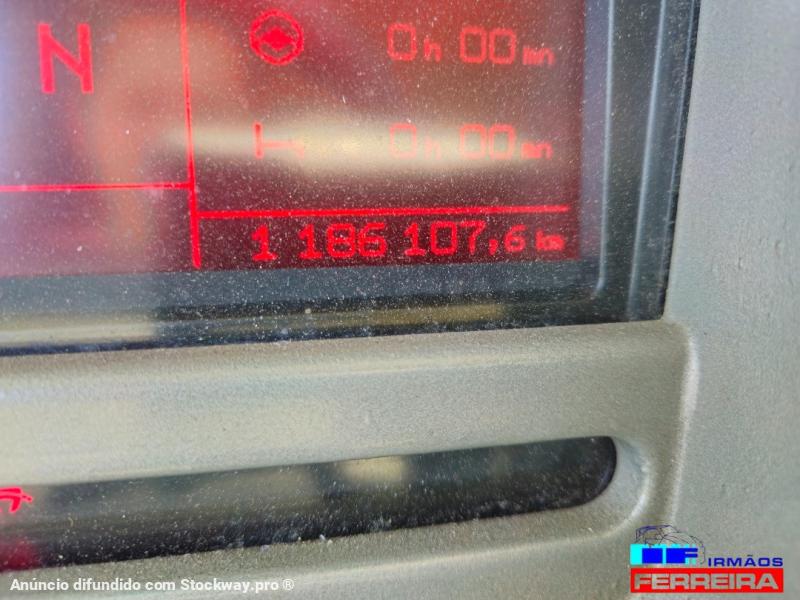 N
0h 00mn
0h 00mn
1 186 107,6 km
Anúncio difundido com Stockway.pro ®
IRMÃOS
FERREIRA